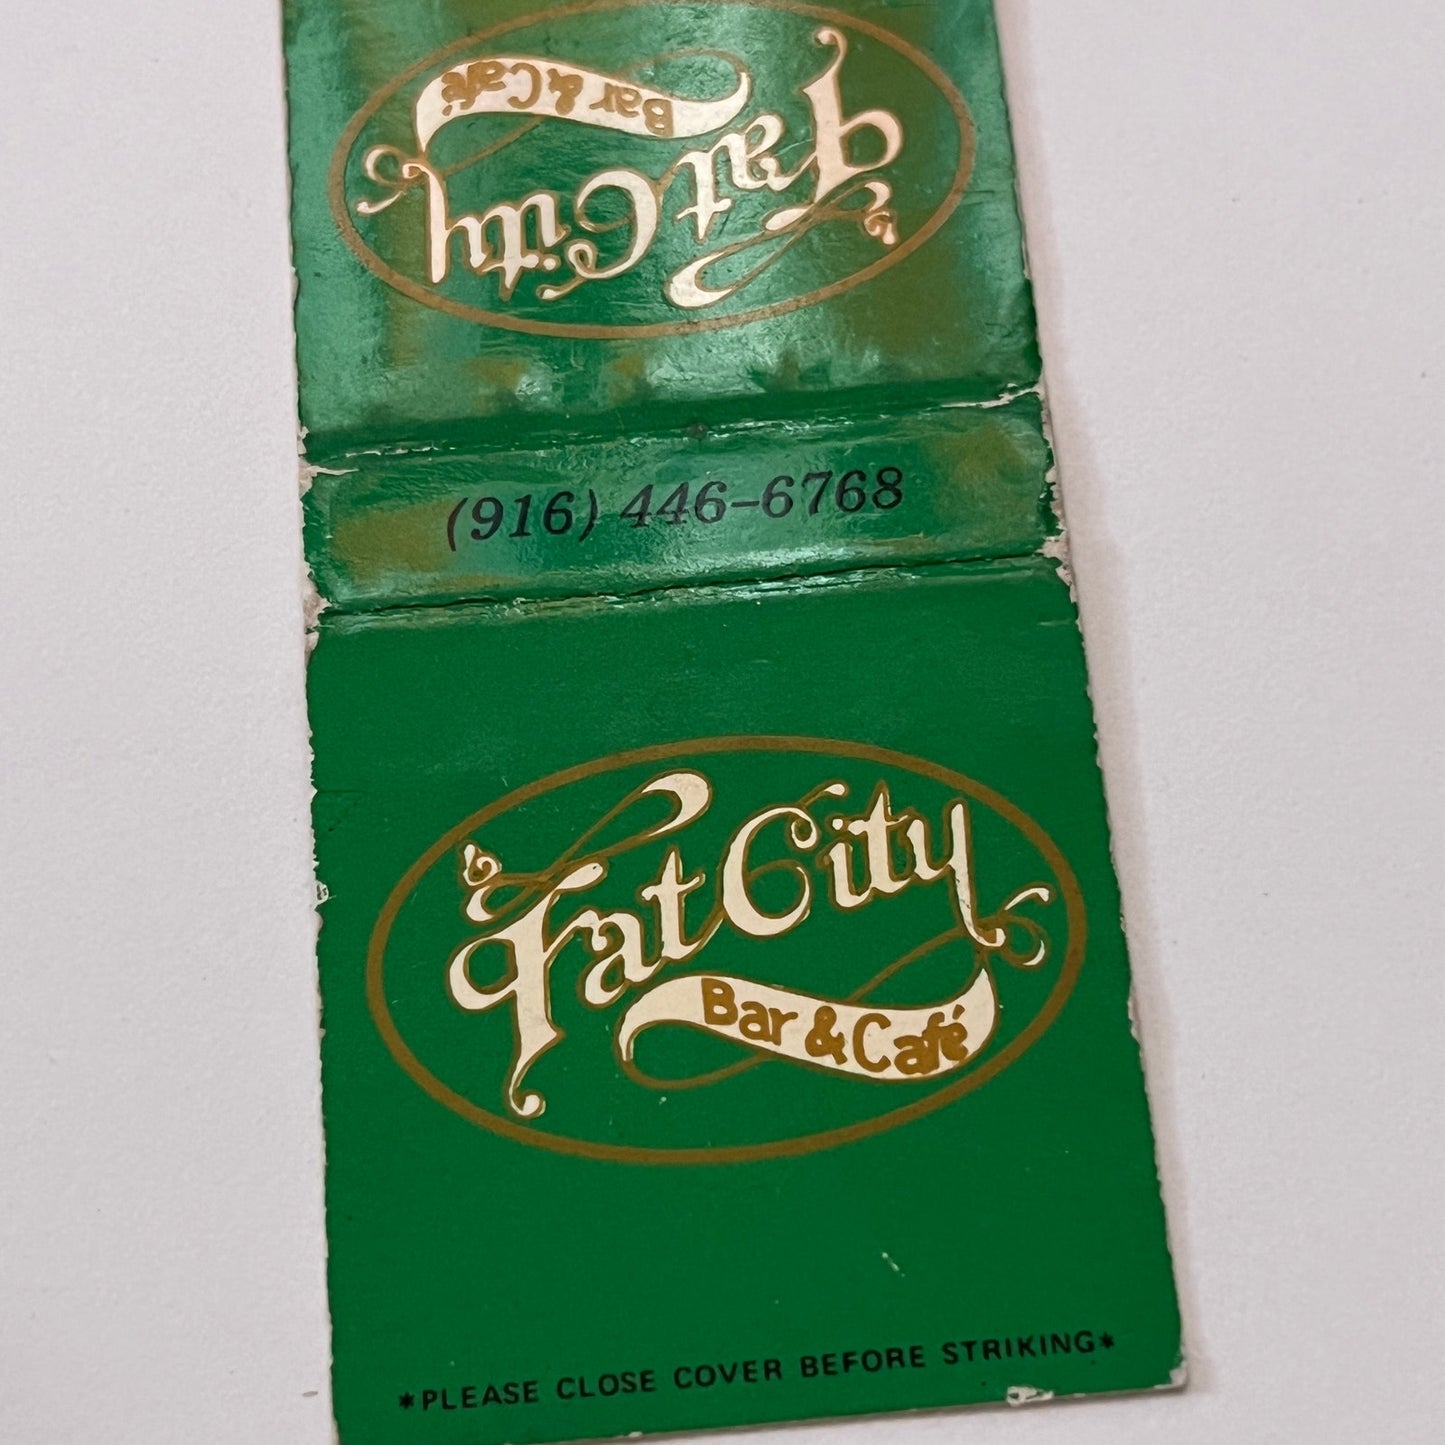 Fat City
Bar & Café
(916) 446-6768
Fat City
Bar & Café
*PLEASE CLOSE COVER BEFORE STRIKING*